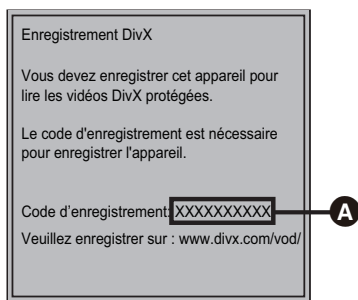 Enregistrement DivX
Vous devez enregistrer cet appareil pour
lire les vidéos DivX protégées.
Le code d'enregistrement est nécessaire
pour enregistrer l'appareil.
Code d’enregistrement: XXXXXXXXXX
A
Veuillez enregistrer sur : www.divx.com/vod/